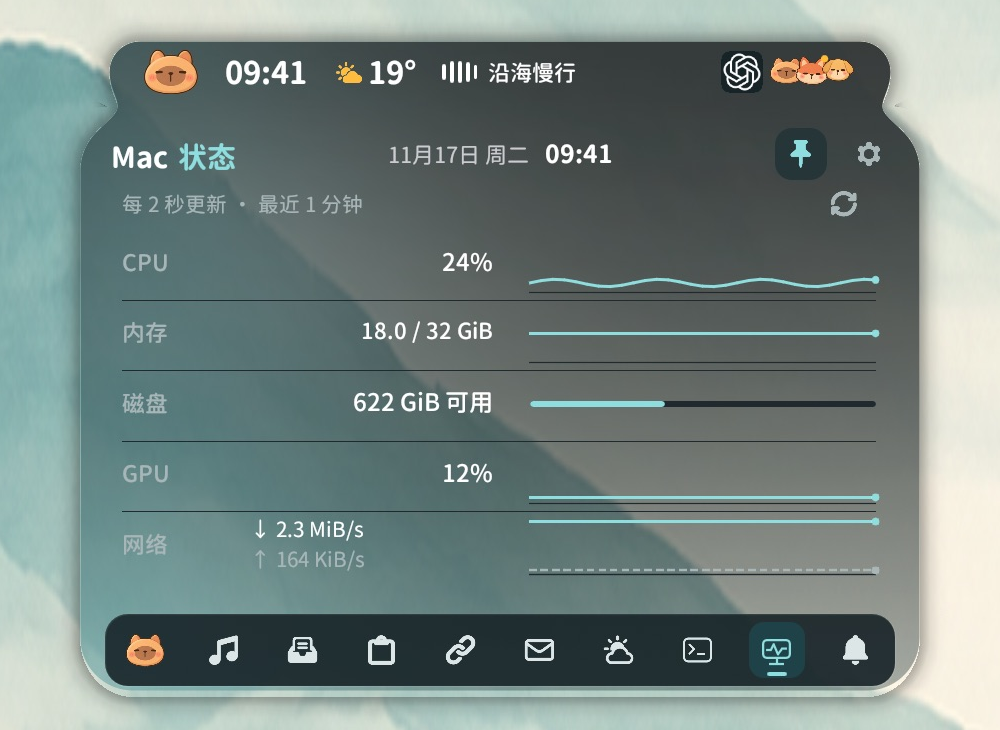 09:41 19° 沿海慢行
Mac 状态 11月17日 周二 09:41
每 2 秒更新 · 最近 1 分钟
CPU 24%
内存 18.0 / 32 GiB
磁盘 622 GiB 可用
GPU 12%
网络 ↓ 2.3 MiB/s
↑ 164 KiB/s